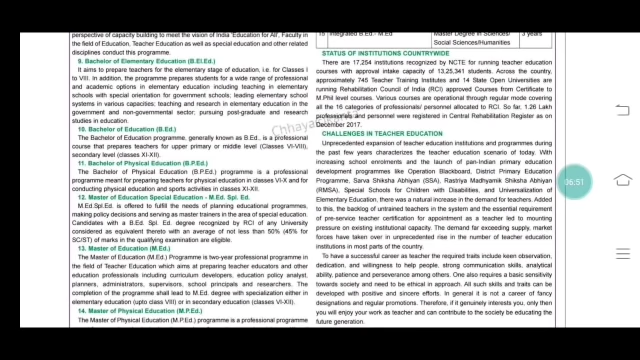 perspective of capacity building to meet the vision of India 'Education for All'. Faculty in
the field of Education, Teacher Education as well as special education and other related
disciplines conduct this programme.
9. Bachelor of Elementary Education (B.El.Ed)
It aims to prepare teachers for the elementary stage of education, i.e. for Classes I
to VIII. In addition, the programme prepares students for a wide range of professional
and academic options in elementary education including teaching in elementary
schools with special orientation for government schools; leading elementary school
systems in various capacities; teaching and research in elementary education in the
government and non-government sector; pursuing postgraduate and research
studies in education.
10. Bachelor of Education (B.Ed.)
The Bachelor of Education programme, generally known as B.Ed., is a professional
course that prepares teachers for upper primary or middle level (Classes VI-VIII),
secondary level (classes XI-XII).
11. Bachelor of Physical Education (B.P.Ed.)
The Bachelor of Physical Education (B.P.Ed.) programme is a professional
programme meant for preparing teachers for physical education in classes VI-X and for
conducting physical education and sports activities in classes XI-XII.
12. Master of Education Special Education - M.Ed. Spl. Ed.
M.Ed.Spl.Ed. is offered to fulfill the needs of planning educational programmes,
making policy decisions and serving as master trainers in the area of special education.
Candidates with a B.Ed. Spl. Ed degree recognized by RCI of any University
considered as equivalent thereto with an average of not less than 50% (45% for
SC/ST) of marks in the qualifying examination are eligible.
13. Master of Education (M.Ed.)
The Master of Education (M.Ed) Programme is two-year professional programme in
the field of Teacher Education which aims at preparing teacher educators and other
education professionals including curriculum developers, education policy analyst,
planners, administrators, supervisors, school principals and researchers. The
completion of the programme shall lead to M.Ed degree with specialization either in
elementary education (upto class VIII) or in secondary education (classes VI-XII).
14. Master of Physical Education (M.P.Ed.)
The Master of Physical Education (M.P.Ed.) programme is a professional programme
15 Integrated B.Ed.- M.Ed Master Degree in Sciences/ 3 years
Social Sciences/Humanities
STATUS OF INSTITUTIONS COUNTRYWIDE
There are 17,254 institutions recognized by NCTE for running teacher education
courses with approval intake capacity of 13,25,341 students. Across the country,
approximately 745 Teacher Training Institutes and 14 State Open Universities are
running Rehabilitation Council of India (RCI) approved Courses from Certificate to
M.Phil level Courses. Various courses are operational through regular mode covering
all the 16 categories of professionals/ personnel allocated to RCI. So far, 1.26 Lakh
professionals and personnel were registered in Central Rehabilitation Register as on
December 2017.
CHALLENGES IN TEACHER EDUCATION
Unprecedented expansion of teacher education institutions and programmes during
the past few years characterizes the teacher education scenario of today. With
increasing school enrolments and the launch of pan-Indian primary education
development programmes like Operation Blackboard, District Primary Education
Programme, Sarva Shiksha Abhiyan (SSA), Rastriya Madhyamik Shiksha Abhiyan
(RMSA), Special Schools for Children with Disabilities, and Universalization of
Elementary Education, there was a natural increase in the demand for teachers. Added
to this, the backlog of untrained teachers in the system and the essential requirement
of pre-service teacher certification for appointment as a teacher led to mounting
pressure on existing institutional capacity. The demand far exceeding supply, market
forces have taken over in unprecedented rise in the number of teacher education
institutions in most parts of the country.
To have a successful career as teacher the required traits include keen observation,
dedication, and willingness to help people, strong communication skills, analytical
ability, patience and perseverance among others. One also requires a basic sensitivity
towards society and need to be ethical in approach. All such skills and traits can be
developed with positive and sincere efforts. In general it is not a career of fancy
designations and regular promotions. Therefore, if it genuinely interests you, only then
you will enjoy your work as teacher and can contribute to the society be educating the
future generation.
06:51